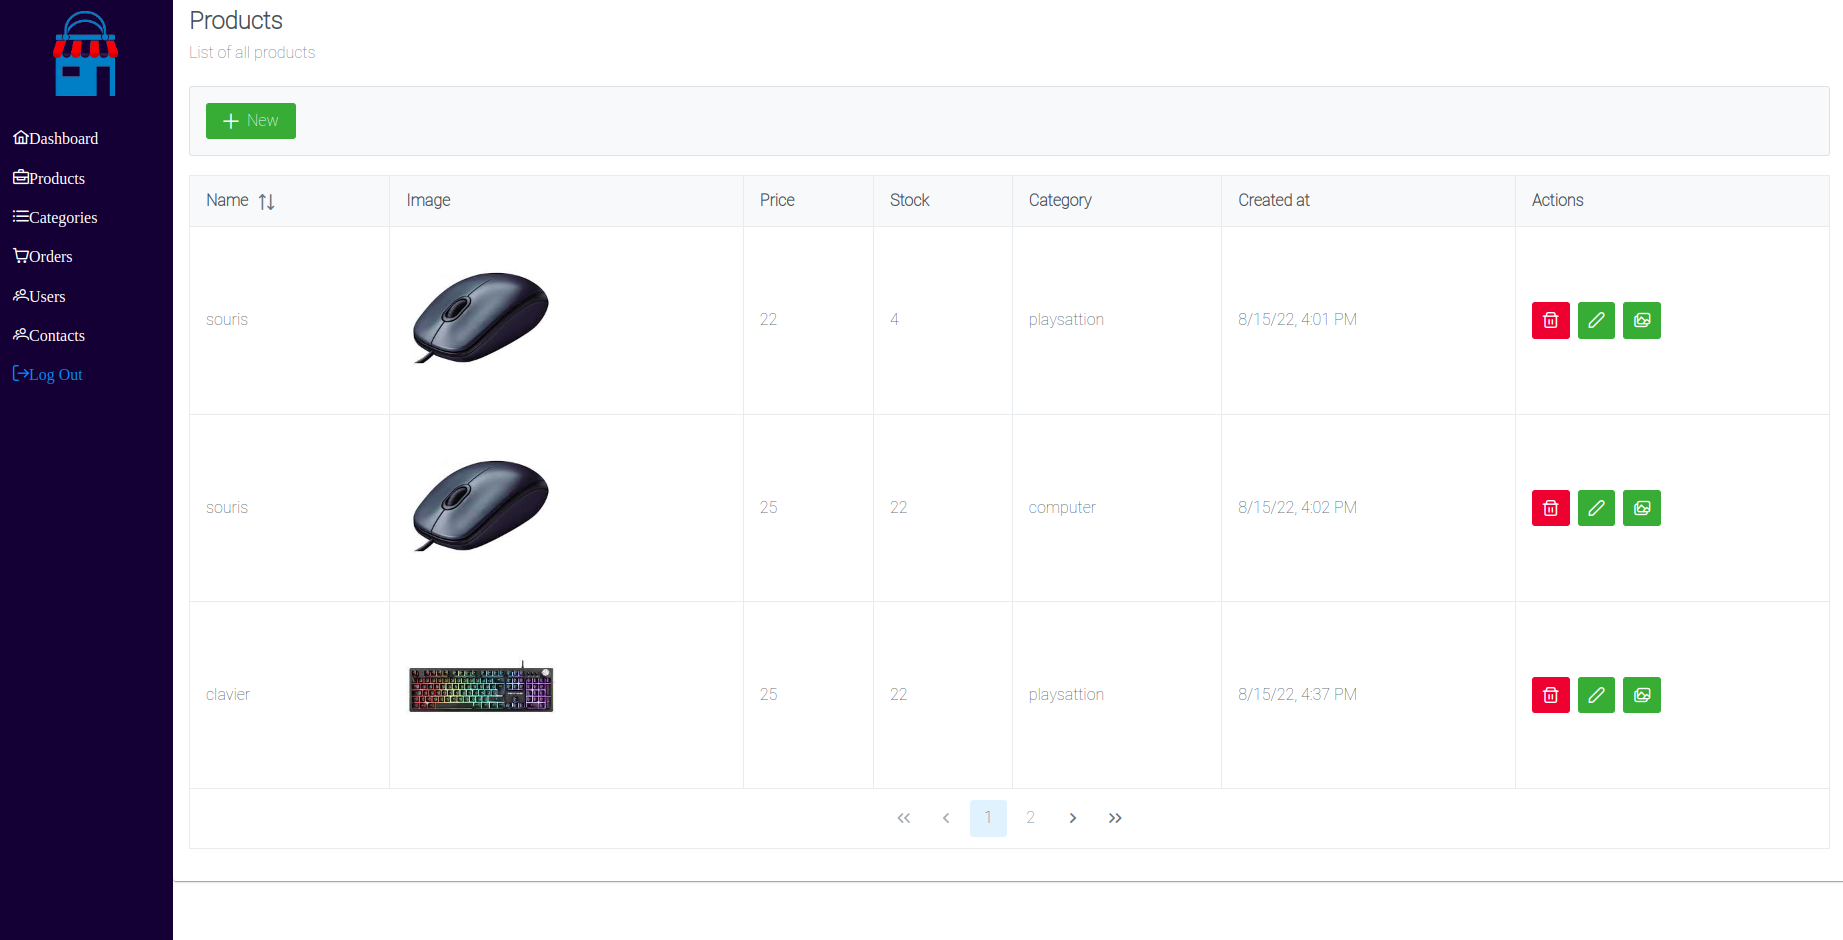 Products
List of all products
New
Dashboard
Products
Categories
Orders
Users
Contacts
Log Out
Name Image Price Stock Category Created at Actions
souris 22 4 playsattion 8/15/22, 4:01 PM
souris 25 22 computer 8/15/22, 4:02 PM
clavier 25 22 playsattion 8/15/22, 4:37 PM
1 2